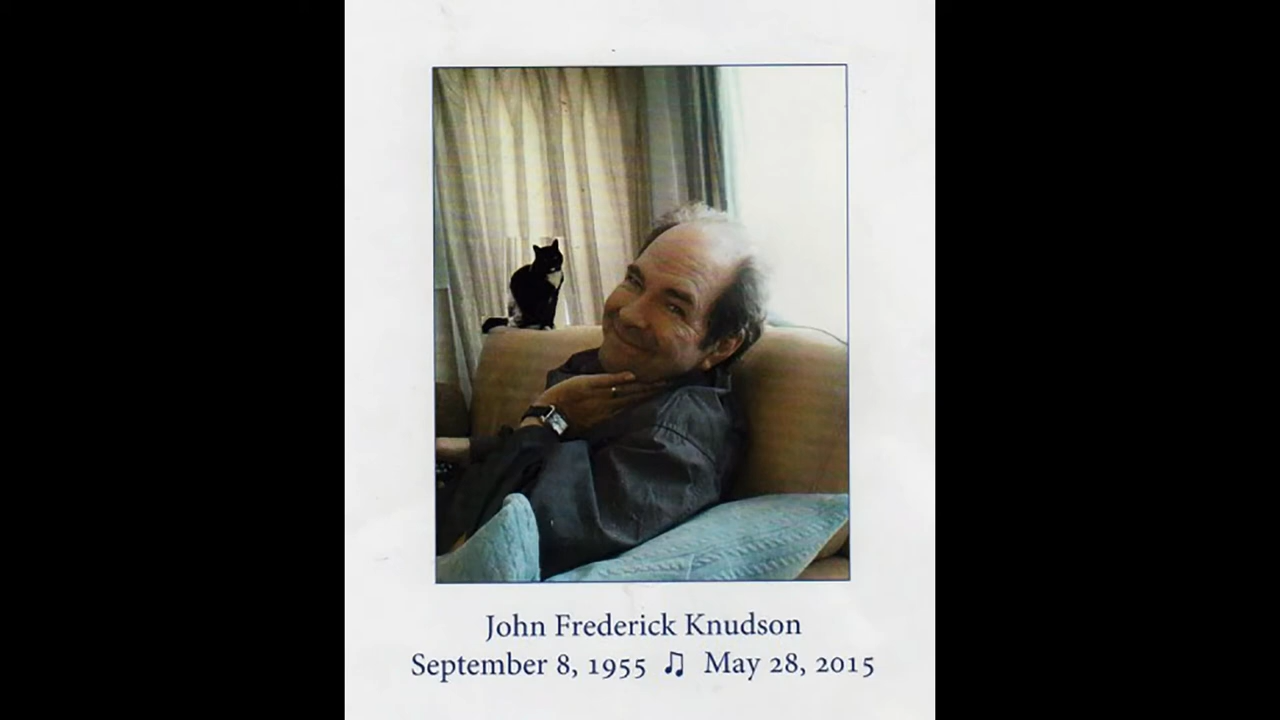 John Frederick Knudson
September 8, 1955 ♫ May 28, 2015